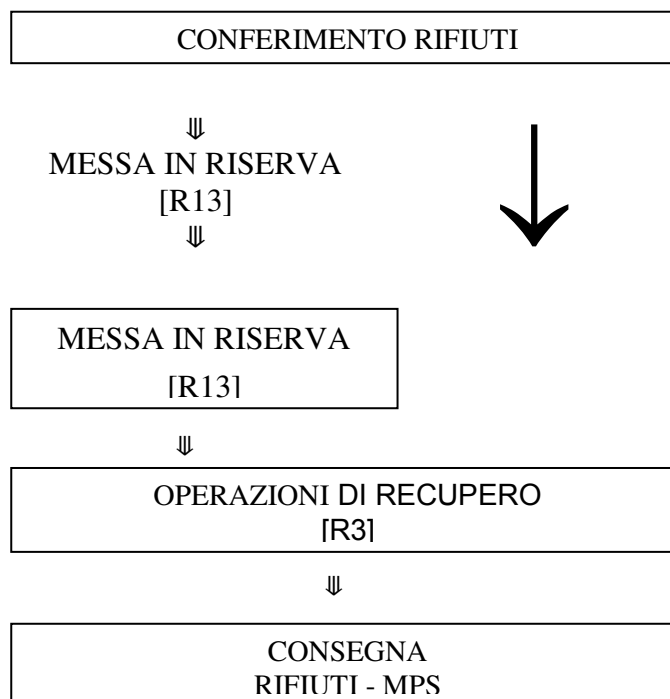 CONFERIMENTO RIFIUTI
⤋
MESSA IN RISERVA
[R13]
⤋
MESSA IN RISERVA
[R13]
⤋
OPERAZIONI DI RECUPERO
[R3]
⤋
CONSEGNA
RIFIUTI - MPS